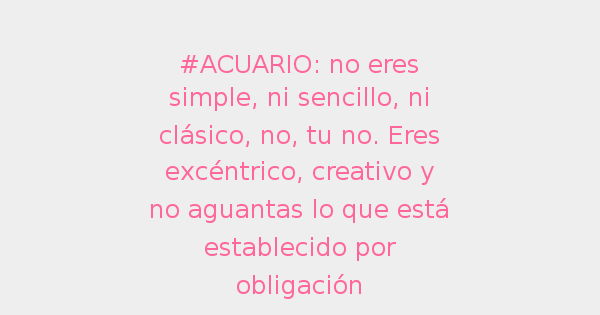 #ACUARIO: no eres
simple, ni sencillo, ni
clásico, no, tu no. Eres
excéntrico, creativo y
no aguantas lo que está
establecido por
obligación